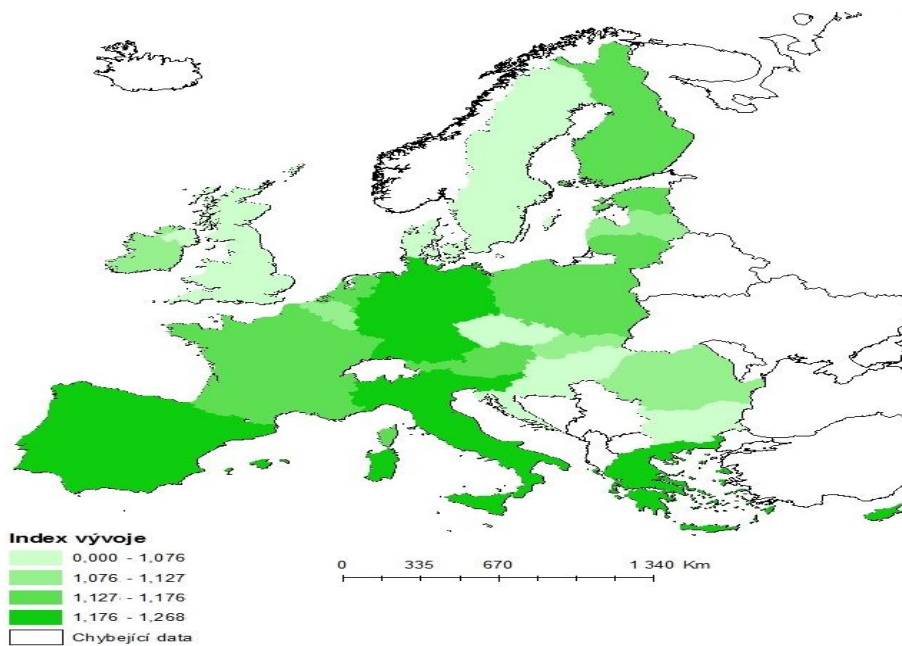 Index vývoje
0,000 - 1,076
1,076 - 1,127
1,127 - 1,176
1,176 - 1,268
Chybející data
0 335 670 1 340 Km